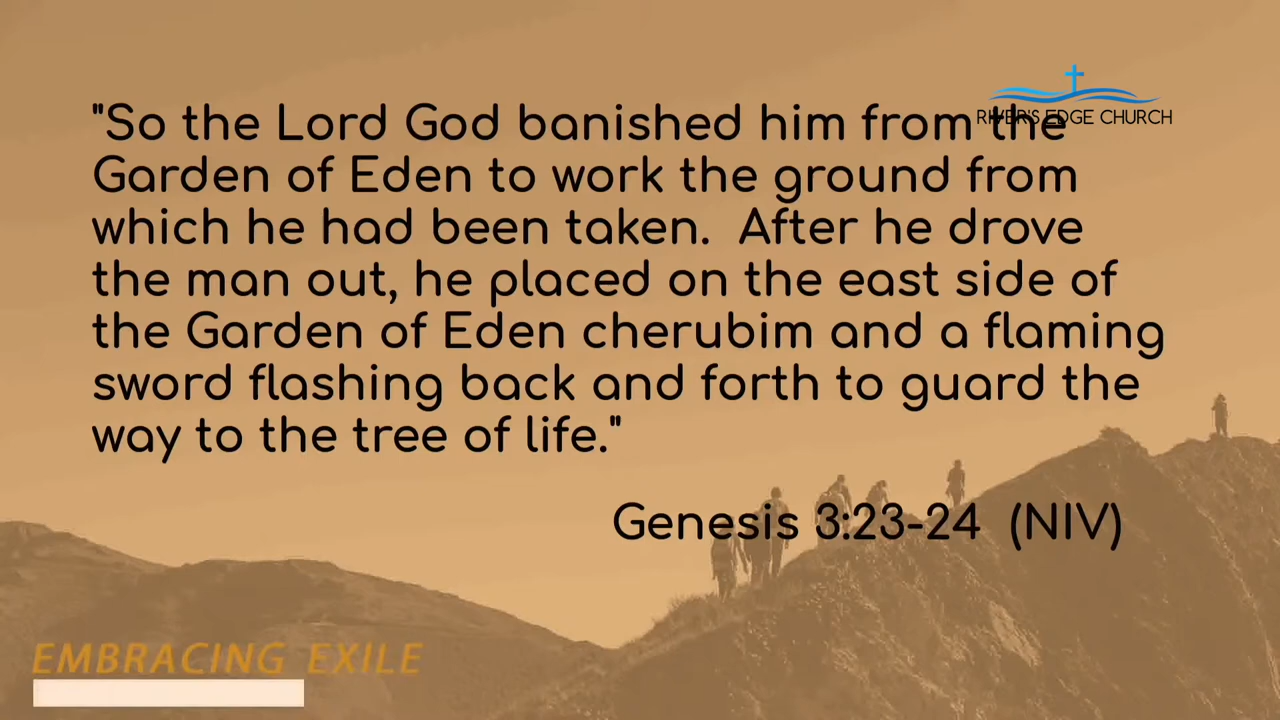 RIVER'S EDGE CHURCH
"So the Lord God banished him from the
Garden of Eden to work the ground from
which he had been taken.  After he drove
the man out, he placed on the east side of
the Garden of Eden cherubim and a flaming
sword flashing back and forth to guard the
way to the tree of life."
Genesis 3:23-24  (NIV)
EMBRACING EXILE